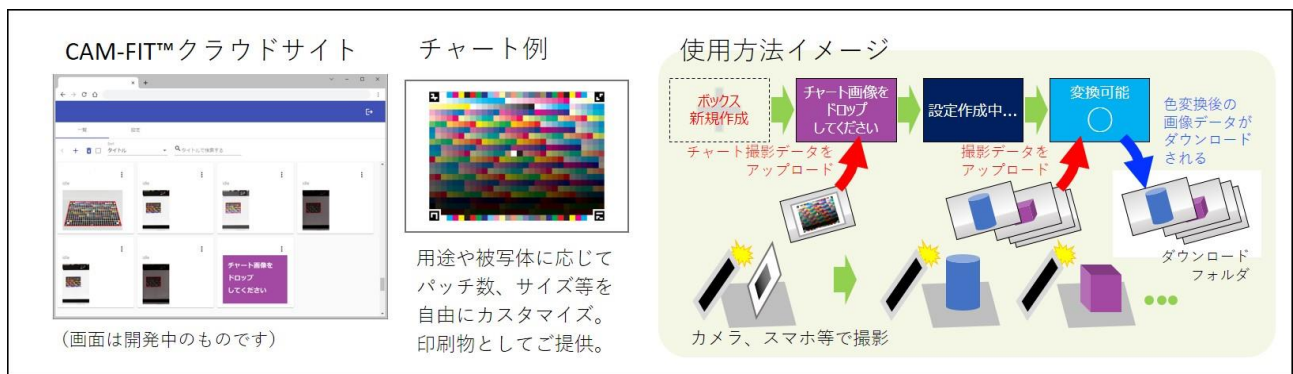 CAM-FIT™クラウドサイト
一覧
設定
タイトル
タイトルで検索する
チャート画像を
ドロップ
してください
(画面は開発中のものです)
チャート例
用途や被写体に応じて
パッチ数、サイズ等を
自由にカスタマイズ。
印刷物としてご提供。
使用方法イメージ
ボックス
新規作成
チャート画像を
ドロップ
してください
設定作成中...
変換可能
○
色変換後の
画像データが
ダウンロード
される
チャート撮影データを
アップロード
撮影データを
アップロード
ダウンロード
フォルダ
カメラ、スマホ等で撮影